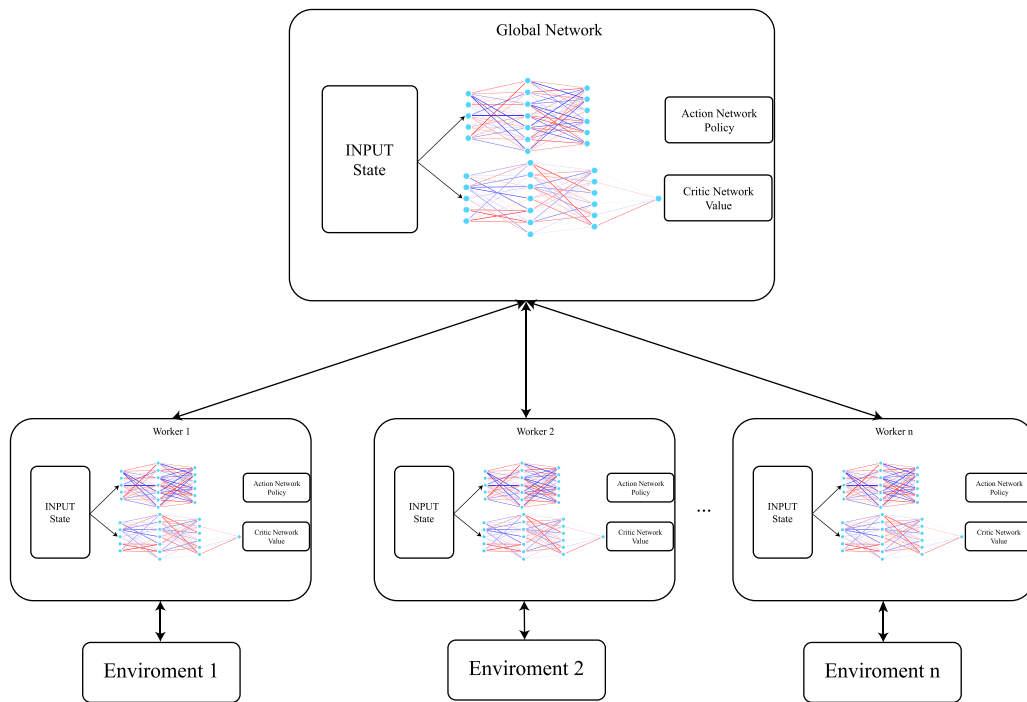 Global Network
INPUT
State
Action Network
Policy
Critic Network
Value
Worker 1
INPUT
State
Action Network
Policy
Critic Network
Value
Worker 2
INPUT
State
Action Network
Policy
Critic Network
Value
...
Worker n
INPUT
State
Action Network
Policy
Critic Network
Value
Enviroment 1
Enviroment 2
Enviroment n